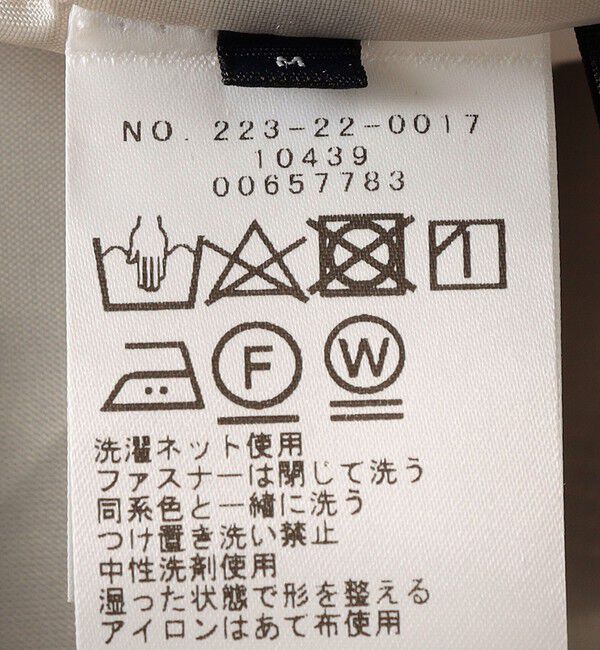 M
NO. 223-22-0017
10439
00657783
F W
洗濯ネット使用
ファスナーは閉じて洗う
同系色と一緒に洗う
つけ置き洗い禁止
中性洗剤使用
湿った状態で形を整える
アイロンはあて布使用